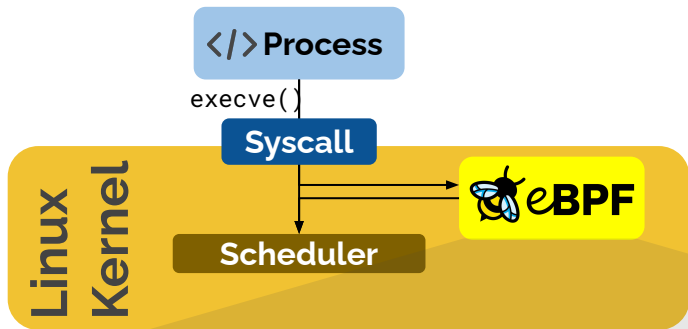 </> Process
execve()
Syscall
eBPF
Scheduler
Linux
Kernel